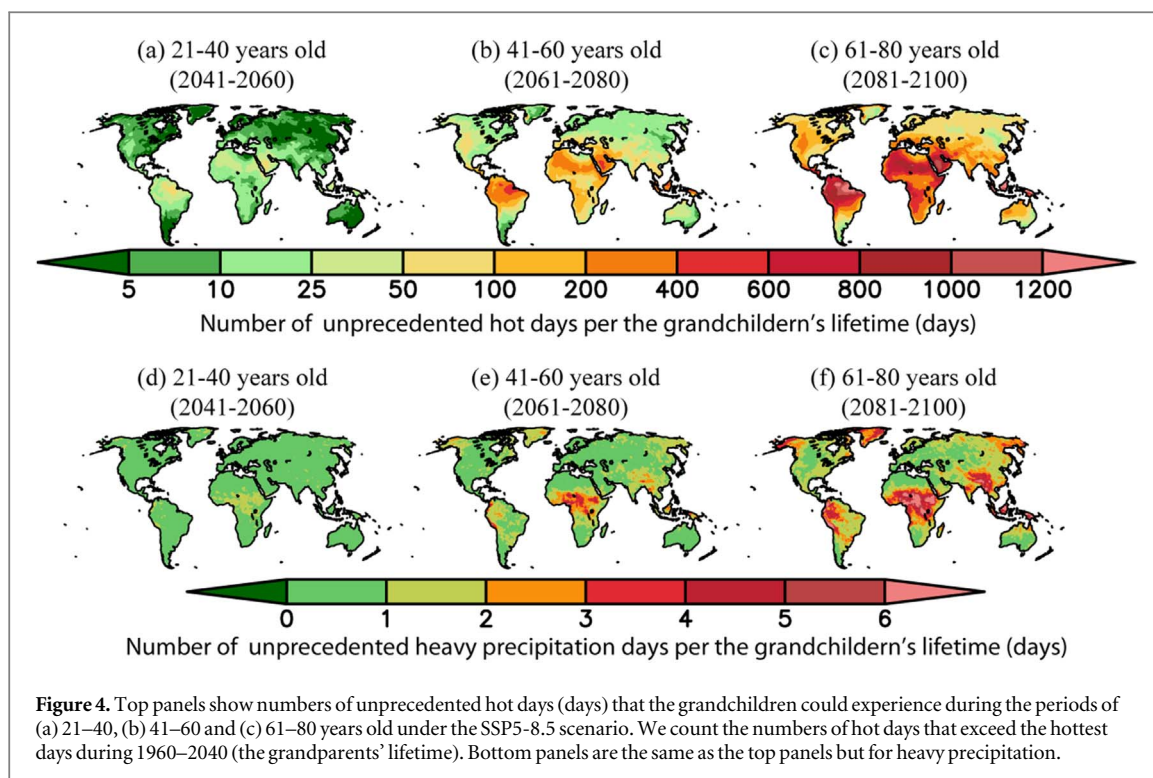 (a) 21-40 years old (b) 41-60 years old (c) 61-80 years old
(2041-2060) (2061-2080) (2081-2100)
5 10 25 50 100 200 400 600 800 1000 1200
Number of unprecedented hot days per the grandchildern's lifetime (days)
(d) 21-40 years old (e) 41-60 years old (f) 61-80 years old
(2041-2060) (2061-2080) (2081-2100)
0 1 2 3 4 5 6
Number of unprecedented heavy precipitation days per the grandchildern's lifetime (days)
Figure 4. Top panels show numbers of unprecedented hot days (days) that the grandchildren could experience during the periods of
(a) 21–40, (b) 41–60 and (c) 61–80 years old under the SSP5-8.5 scenario. We count the numbers of hot days that exceed the hottest
days during 1960–2040 (the grandparents' lifetime). Bottom panels are the same as the top panels but for heavy precipitation.